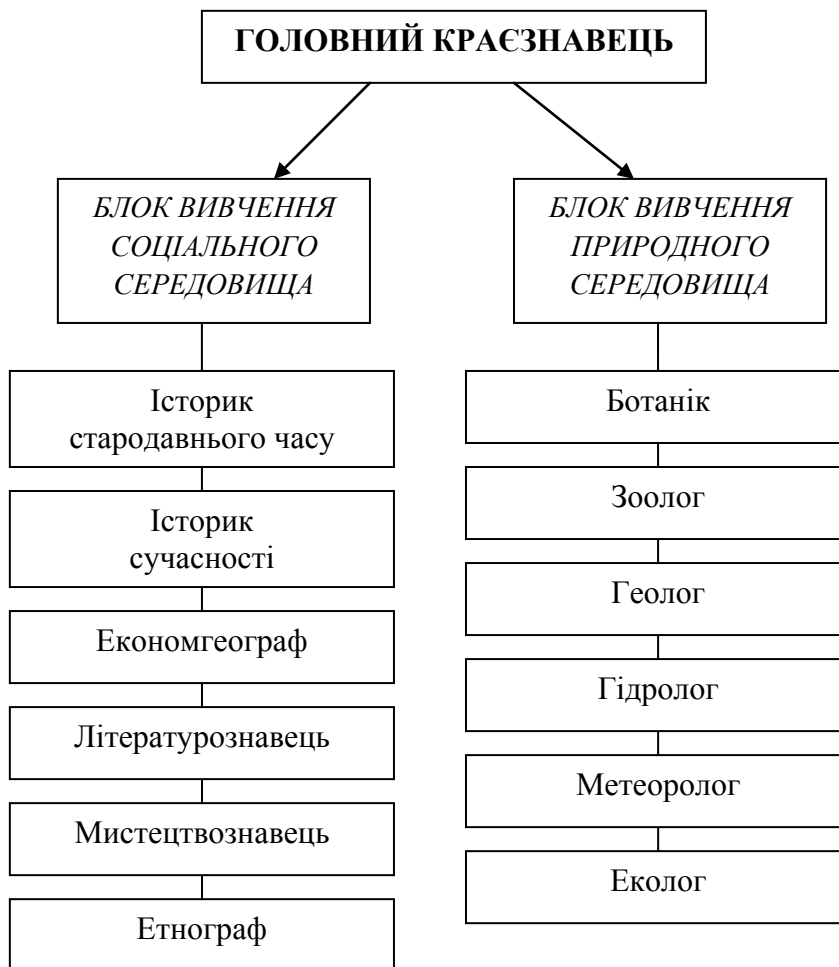 ГОЛОВНИЙ КРАЄЗНАВЕЦЬ
БЛОК ВИВЧЕННЯ
СОЦІАЛЬНОГО
СЕРЕДОВИЩА
Історик
стародавнього часу
Історик
сучасності
Економгеограф
Літературознавець
Мистецтвознавець
Етнограф
БЛОК ВИВЧЕННЯ
ПРИРОДНОГО
СЕРЕДОВИЩА
Ботанік
Зоолог
Геолог
Гідролог
Метеоролог
Еколог